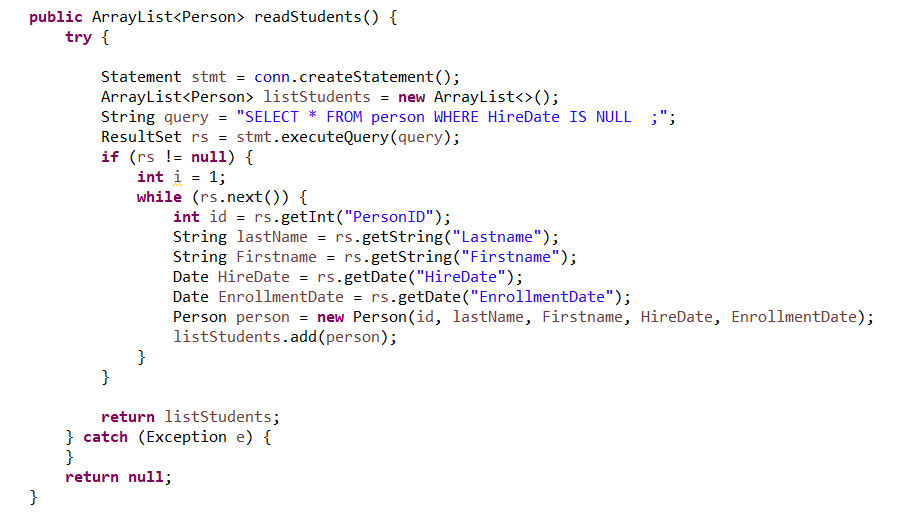 public ArrayList<Person> readStudents() {
    try {

        Statement stmt = conn.createStatement();
        ArrayList<Person> listStudents = new ArrayList<>();
        String query = "SELECT * FROM person WHERE HireDate IS NULL  ;";
        ResultSet rs = stmt.executeQuery(query);
        if (rs != null) {
            int i = 1;
            while (rs.next()) {
                int id = rs.getInt("PersonID");
                String lastName = rs.getString("Lastname");
                String Firstname = rs.getString("Firstname");
                Date HireDate = rs.getDate("HireDate");
                Date EnrollmentDate = rs.getDate("EnrollmentDate");
                Person person = new Person(id, lastName, Firstname, HireDate, EnrollmentDate);
                listStudents.add(person);
            }
        }

        return listStudents;
    } catch (Exception e) {
    }
    return null;
}